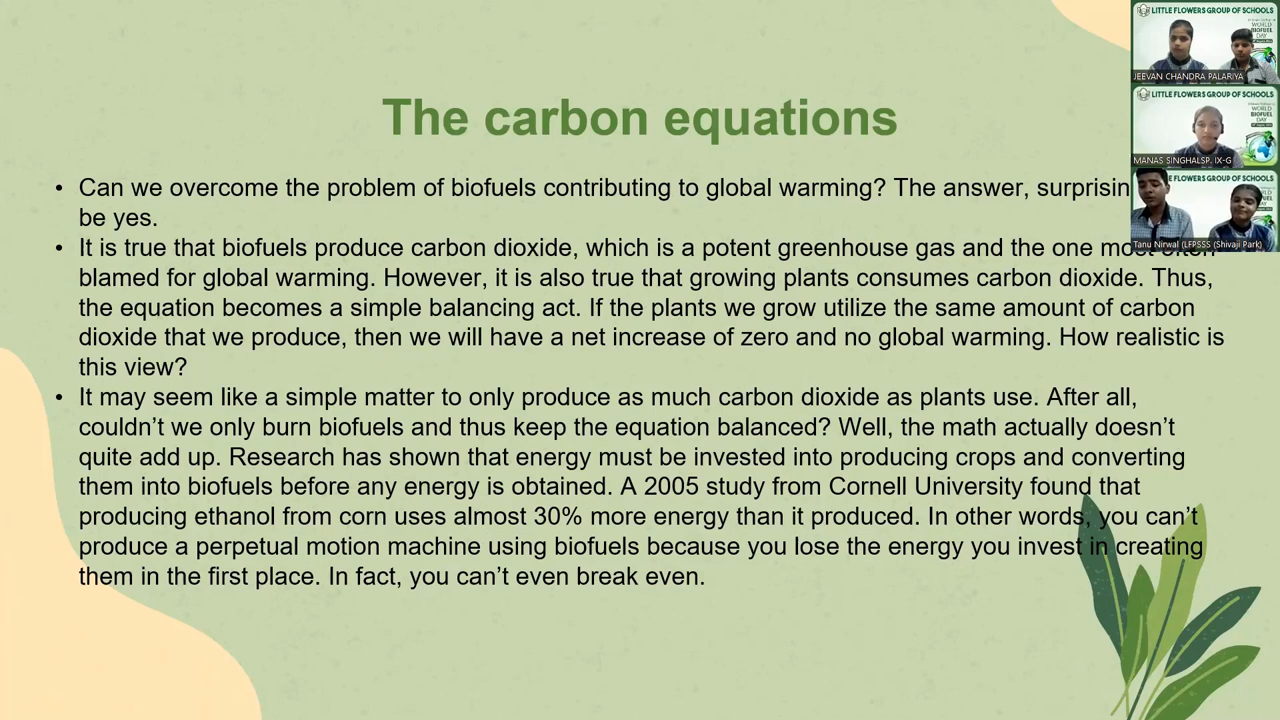 The carbon equations
• Can we overcome the problem of biofuels contributing to global warming? The answer,
be yes.
• It is true that biofuels produce carbon dioxide, which is a potent greenhouse gas and the one most often
blamed for global warming. However, it is also true that growing plants consumes carbon dioxide. Thus,
the equation becomes a simple balancing act. If the plants we grow utilize the same amount of carbon
dioxide that we produce, then we will have a net increase of zero and no global warming. How realistic is
this view?
• It may seem like a simple matter to only produce as much carbon dioxide as plants use. After all,
couldn’t we only burn biofuels and thus keep the equation balanced? Well, the math actually doesn’t
quite add up. Research has shown that energy must be invested into producing crops and converting
them into biofuels before any energy is obtained. A 2005 study from Cornell University found that
producing ethanol from corn uses almost 30% more energy than it produced. In other words, you can’t
produce a perpetual motion machine using biofuels because you lose the energy you invest in creating
them in the first place. In fact, you can’t even break even.
LITTLE FLOWERS GROUP OF SCHOOLS
WORLD
BIOFUEL
DAY
JEEVAN CHANDRA PALARIYA
LITTLE FLOWERS GROUP OF SCHOOLS
WORLD
BIOFUEL
DAY
MANAS SINGHALSP. IX-G
FLOWERS GROUP OF SCHOOLS
Tanu Nirwal (LFPSSS (Shivaji Park)